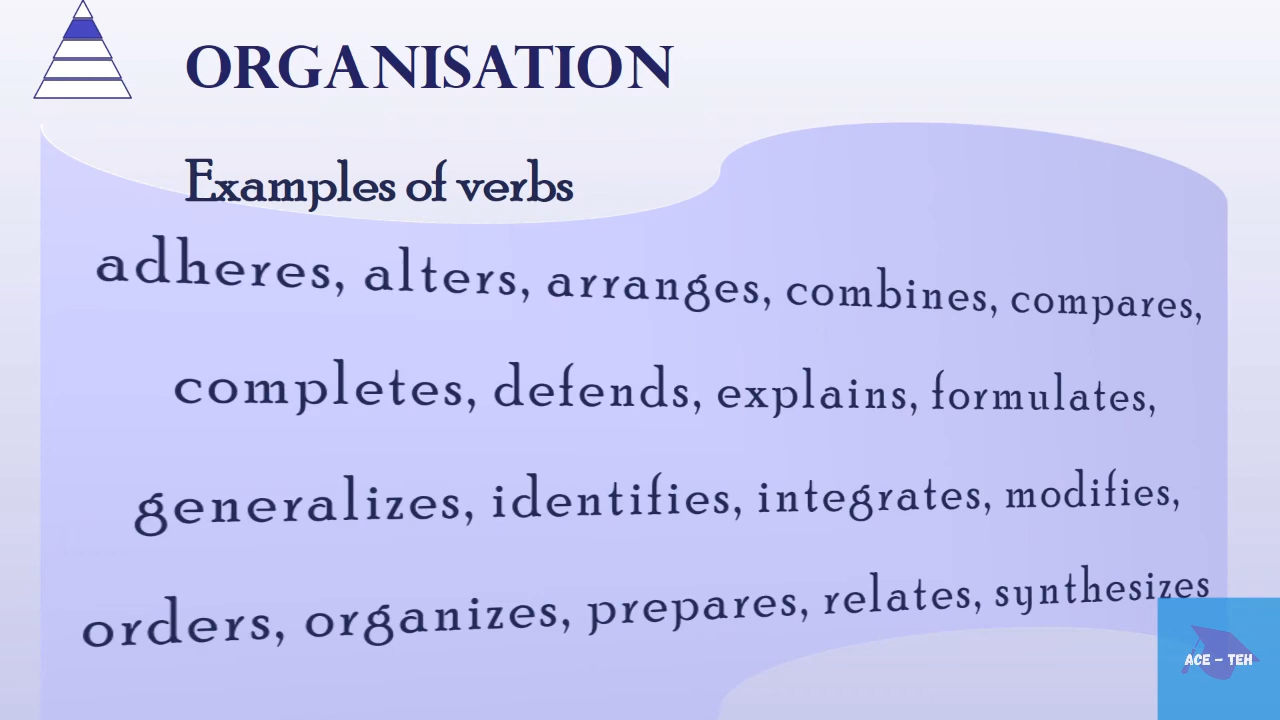 ORGANISATION
Examples of verbs
adheres, alters, arranges, combines, compares,
completes, defends, explains, formulates,
generalizes, identifies, integrates, modifies,
orders, organizes, prepares, relates, synthesizes
ACE – TEH